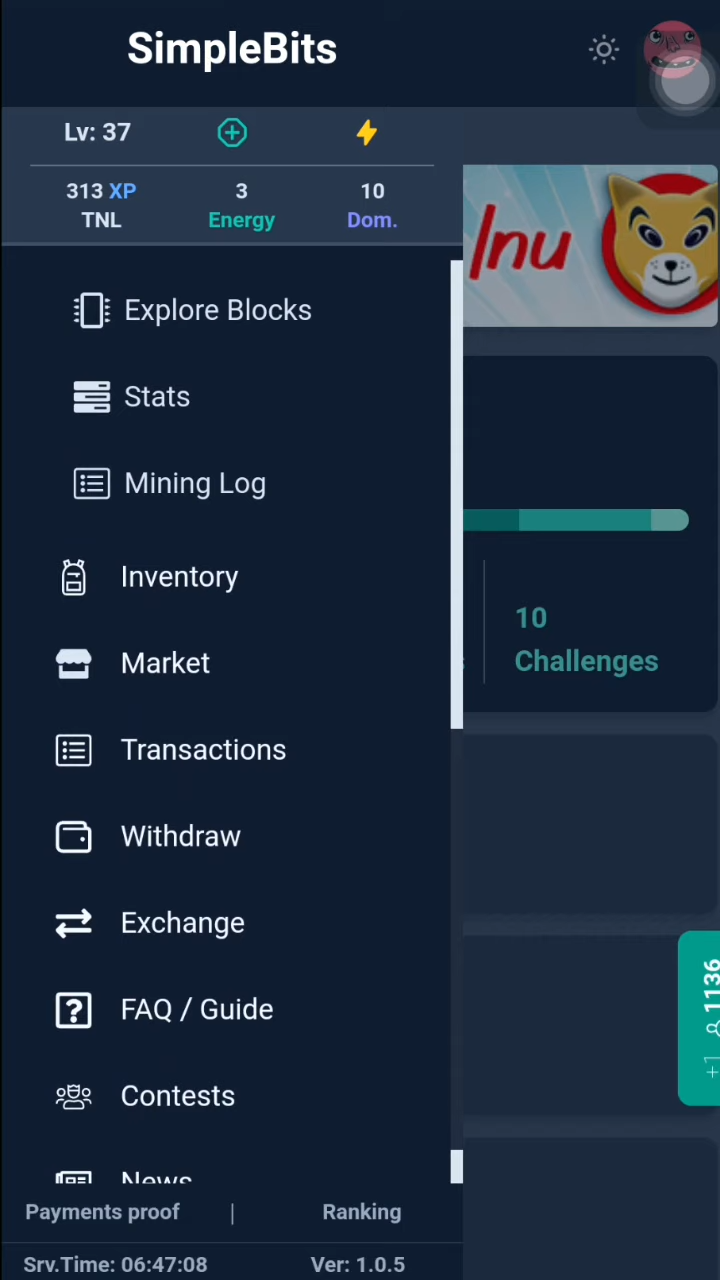 SimpleBits
Lv: 37
313 XP
TNL
3
Energy
10
Dom.
Inu
Explore Blocks
Stats
Mining Log
10
Challenges
Inventory
Market
Transactions
Withdraw
Exchange
FAQ / Guide
1136
+1
Contests
News
Payments proof | Ranking
Srv.Time: 06:47:08
Ver: 1.0.5